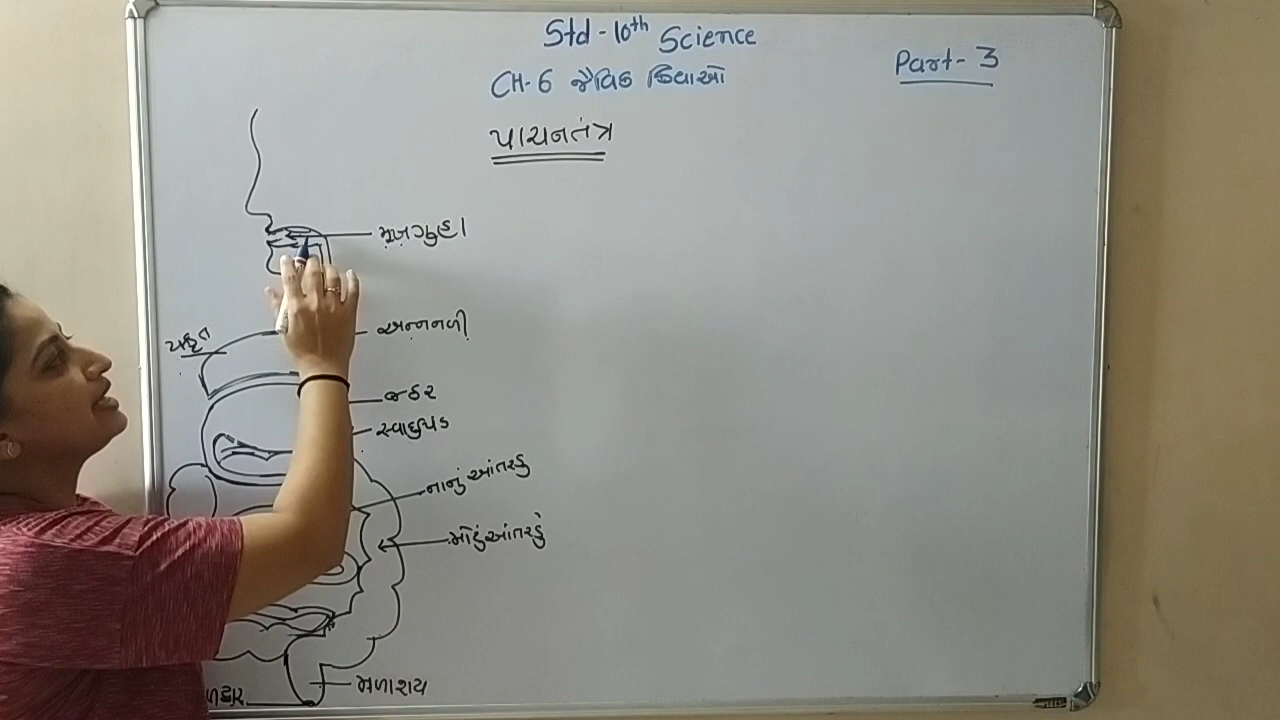 Std - 10th Science
CH-6 જૈવિક ક્રિયાઓ
Part - 3
પાચનતંત્ર
મુખગુહા
અન્નનળી
યકૃત
જઠર
સ્વાદુપિંડ
નાનું આંતરડુ
મોટું આંતરડું
મળાશય